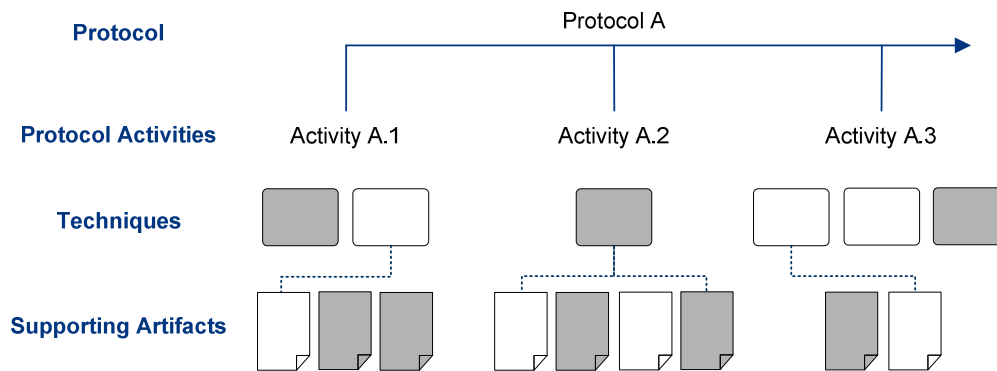 Protocol
Protocol A
Protocol Activities
Activity A.1
Activity A.2
Activity A.3
Techniques
Supporting Artifacts